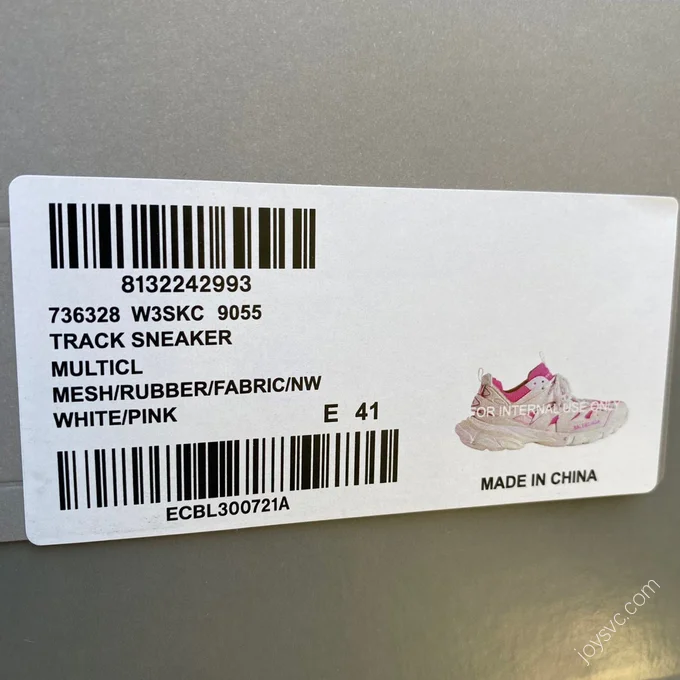 8132242993
736328 W3SKC 9055
TRACK SNEAKER
MULTICL
MESH/RUBBER/FABRIC/NW
WHITE/PINK E 41
ECBL300721A
FOR INTERNAL USE ONLY
MADE IN CHINA
joysvc.com